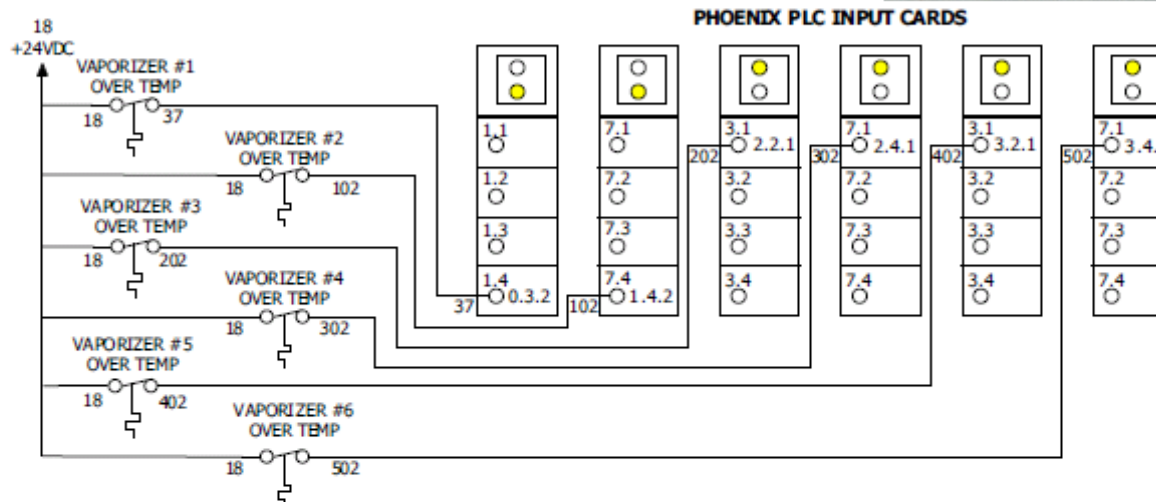 PHOENIX PLC INPUT CARDS
18
+24VDC
VAPORIZER #1
OVER TEMP
18 37
VAPORIZER #2
OVER TEMP
18 102
VAPORIZER #3
OVER TEMP
18 202
VAPORIZER #4
OVER TEMP
18 302
VAPORIZER #5
OVER TEMP
18 402
VAPORIZER #6
OVER TEMP
18 502
1.1
1.2
1.3
1.4
37 0.3.2
7.1
7.2
7.3
7.4
102 1.4.2
3.1
202 2.2.1
3.2
3.3
3.4
7.1
302 2.4.1
7.2
7.3
7.4
3.1
402 3.2.1
3.2
3.3
3.4
7.1
502 3.4.
7.2
7.3
7.4